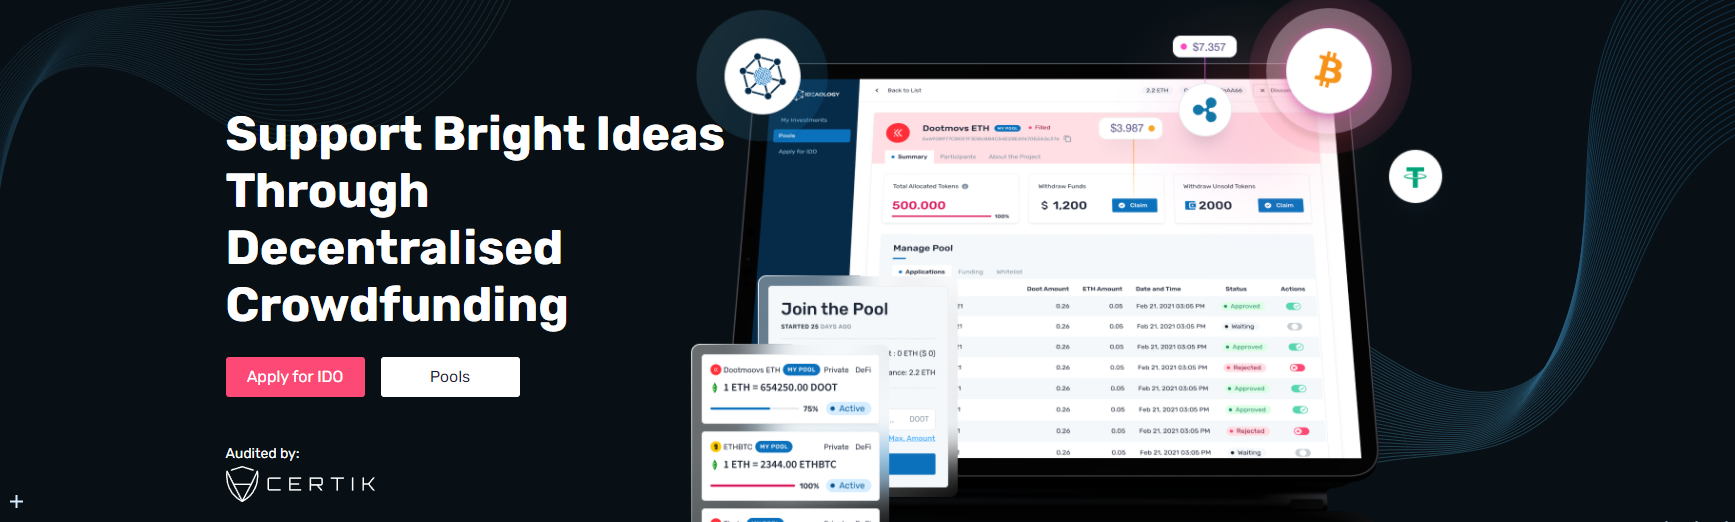 Support Bright Ideas
Through
Decentralised
Crowdfunding
Apply for IDO
Pools
Audited by:
CERTIK
$7.357
IDEAOLOGY
My Investments
Pools
Apply for IDO
Back to List
2.2 ETH
Dootmovs ETH MY POOL Filled
$3.987
Summary Participants About the Project
Total Allocated Tokens
500.000
100%
Withdraw Funds
$ 1,200 Claim
Withdraw Unsold Tokens
2000 Claim
Manage Pool
Applications Funding Whitelist
Doot Amount ETH Amount Date and Time Status Actions
21 0.26 0.05 Feb 21, 2021 03:05 PM Approved
21 0.26 0.05 Feb 21, 2021 03:05 PM Waiting
0.26 0.05 Feb 21, 2021 03:05 PM Approved
0.26 0.05 Feb 21, 2021 03:05 PM Rejected
0.26 0.05 Feb 21, 2021 03:05 PM Approved
0.26 0.05 Feb 21, 2021 03:05 PM Approved
0.26 0.05 Feb 21, 2021 03:05 PM Rejected
0.26 0.05 Feb 21, 2021 03:05 PM Waiting
Join the Pool
STARTED 25 DAYS AGO
t : 0 ETH ($ 0)
ance: 2.2 ETH
DOOT
Max. Amount
Dootmoovs ETH MY POOL Private DeFi
1 ETH = 654250.00 DOOT
75% Active
ETHBTC MY POOL Private DeFi
1 ETH = 2344.00 ETHBTC
100% Active